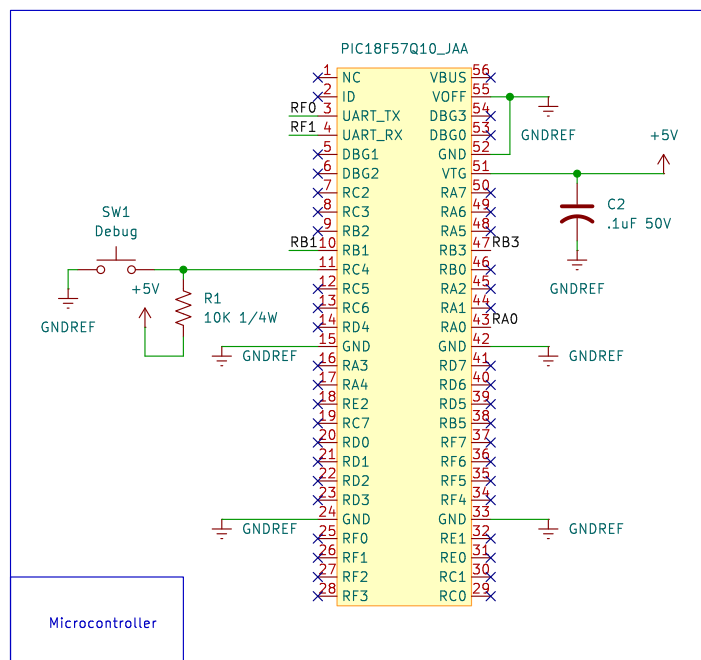 PIC18F57Q10_JAA
1 NC VBUS 56
2 ID VOFF 55
RF0 3 UART_TX DBG3 54
GNDREF
RF1 4 UART_RX DBG0 53
+5V
5 DBG1 GND 52
6 DBG2 VTG 51
7 RC2 RA7 50
8 RC3 RA6 49
C2
.1uF 50V
SW1
Debug
9 RB2 RA5 48
RB1 10 RB1 RB3 47 RB3
11 RC4 RB0 46
+5V
12 RC5 RA2 45
GNDREF
R1
10K 1/4W
13 RC6 RA1 44
GNDREF
14 RD4 RA0 43 RA0
15 GND GND 42
GNDREF
GNDREF
16 RA3 RD7 41
17 RA4 RD6 40
18 RE2 RD5 39
19 RC7 RB5 38
20 RD0 RF7 37
21 RD1 RF6 36
22 RD2 RF5 35
23 RD3 RF4 34
24 GND GND 33
GNDREF
GNDREF
25 RF0 RE1 32
26 RF1 RE0 31
27 RF2 RC1 30
28 RF3 RC0 29
Microcontroller